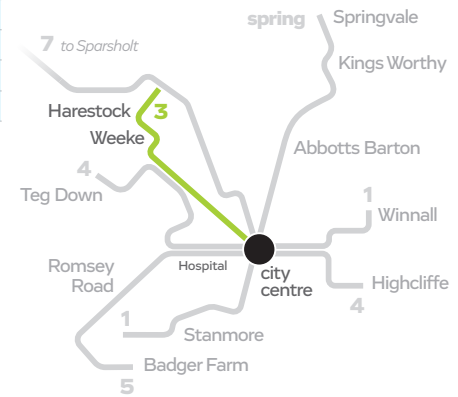 spring
Springvale
7 to Sparsholt
Kings Worthy
Harestock
3
Weeke
Abbotts Barton
4
Teg Down
1
Winnall
Romsey
Road
Hospital
city
centre
Highcliffe
4
1
Stanmore
Badger Farm
5